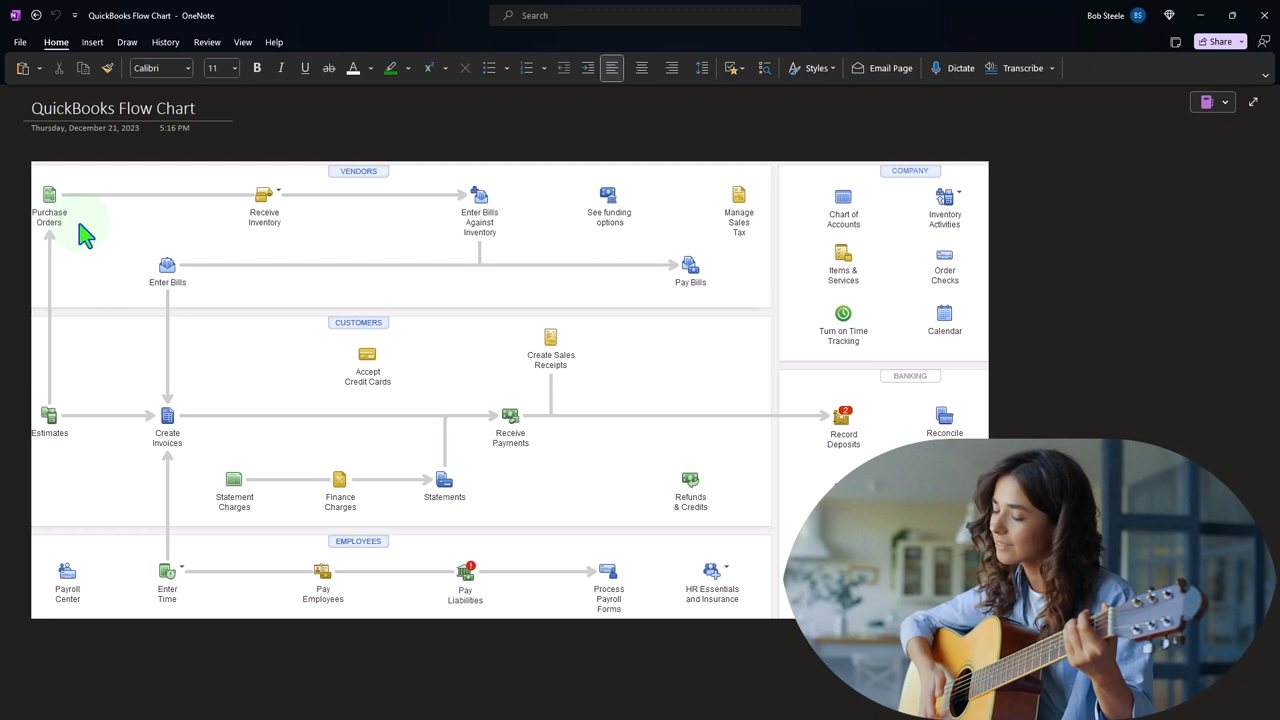 QuickBooks Flow Chart - OneNote
Search
Bob Steele
BS
File
Home
Insert
Draw
History
Review
View
Help
Share
Calibri
11
B
I
U
ab
A
Styles
Email Page
Dictate
Transcribe
QuickBooks Flow Chart
Thursday, December 21, 2023
5:16 PM
VENDORS
COMPANY
Purchase
Orders
Receive
Inventory
Enter Bills
Against
Inventory
See funding
options
Manage
Sales
Tax
Chart of
Accounts
Inventory
Activities
Enter Bills
Pay Bills
Items &
Services
Order
Checks
Turn on Time
Tracking
Calendar
CUSTOMERS
Accept
Credit Cards
Create Sales
Receipts
BANKING
Estimates
Create
Invoices
Receive
Payments
2
Record
Deposits
Reconcile
Statement
Charges
Finance
Charges
Statements
Refunds
& Credits
EMPLOYEES
Payroll
Center
Enter
Time
Pay
Employees
!
Pay
Liabilities
Process
Payroll
Forms
HR Essentials
and Insurance